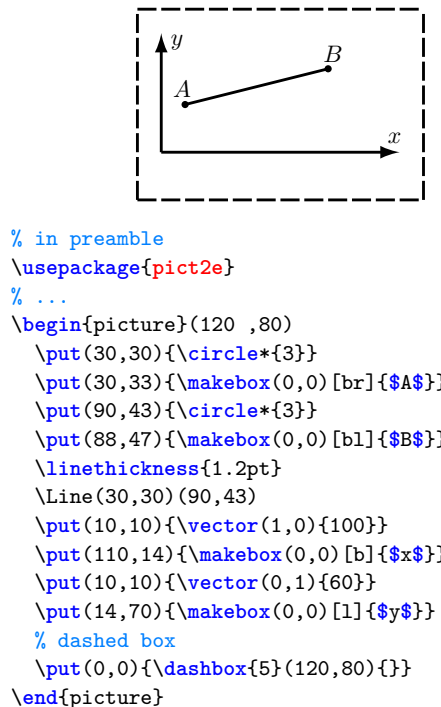 y
B
A
x
% in preamble
\usepackage{pict2e}
% ...
\begin{picture}(120 ,80)
  \put(30,30){\circle*{3}}
  \put(30,33){\makebox(0,0)[br]{$A$}}
  \put(90,43){\circle*{3}}
  \put(88,47){\makebox(0,0)[bl]{$B$}}
  \linethickness{1.2pt}
  \Line(30,30)(90,43)
  \put(10,10){\vector(1,0){100}}
  \put(110,14){\makebox(0,0)[b]{$x$}}
  \put(10,10){\vector(0,1){60}}
  \put(14,70){\makebox(0,0)[l]{$y$}}
  % dashed box
  \put(0,0){\dashbox{5}(120,80){}}
\end{picture}